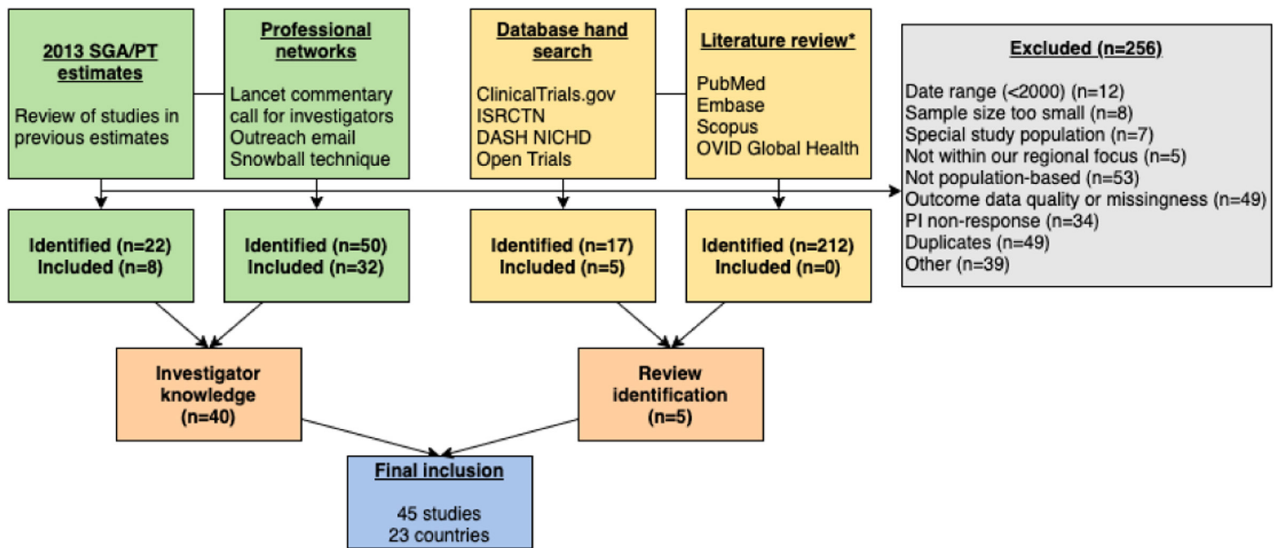 2013 SGA/PT
estimates
Review of studies in
previous estimates
Professional
networks
Lancet commentary
call for investigators
Outreach email
Snowball technique
Database hand
search
ClinicalTrials.gov
ISRCTN
DASH NICHD
Open Trials
Literature review*
PubMed
Embase
Scopus
OVID Global Health
Excluded (n=256)
Date range (<2000) (n=12)
Sample size too small (n=8)
Special study population (n=7)
Not within our regional focus (n=5)
Not population-based (n=53)
Outcome data quality or missingness (n=49)
PI non-response (n=34)
Duplicates (n=49)
Other (n=39)
Identified (n=22)
Included (n=8)
Identified (n=50)
Included (n=32)
Identified (n=17)
Included (n=5)
Identified (n=212)
Included (n=0)
Investigator
knowledge
(n=40)
Review
identification
(n=5)
Final inclusion
45 studies
23 countries